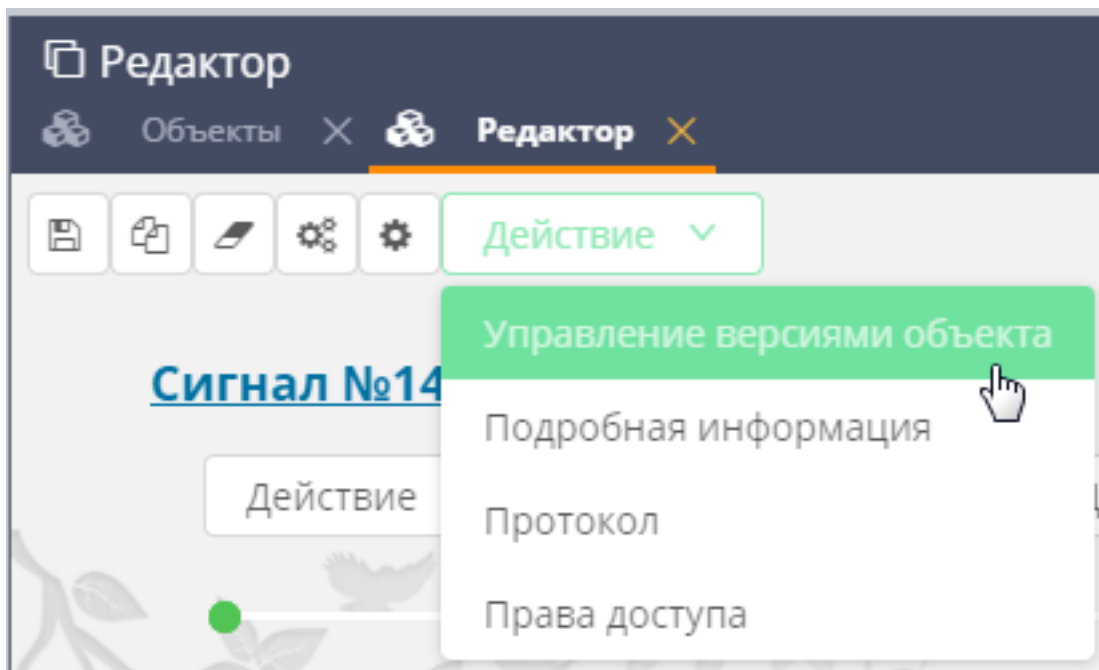 Редактор
Объекты Редактор
Действие
Управление версиями объекта
Сигнал №14
Подробная информация
Действие
Протокол
Права доступа